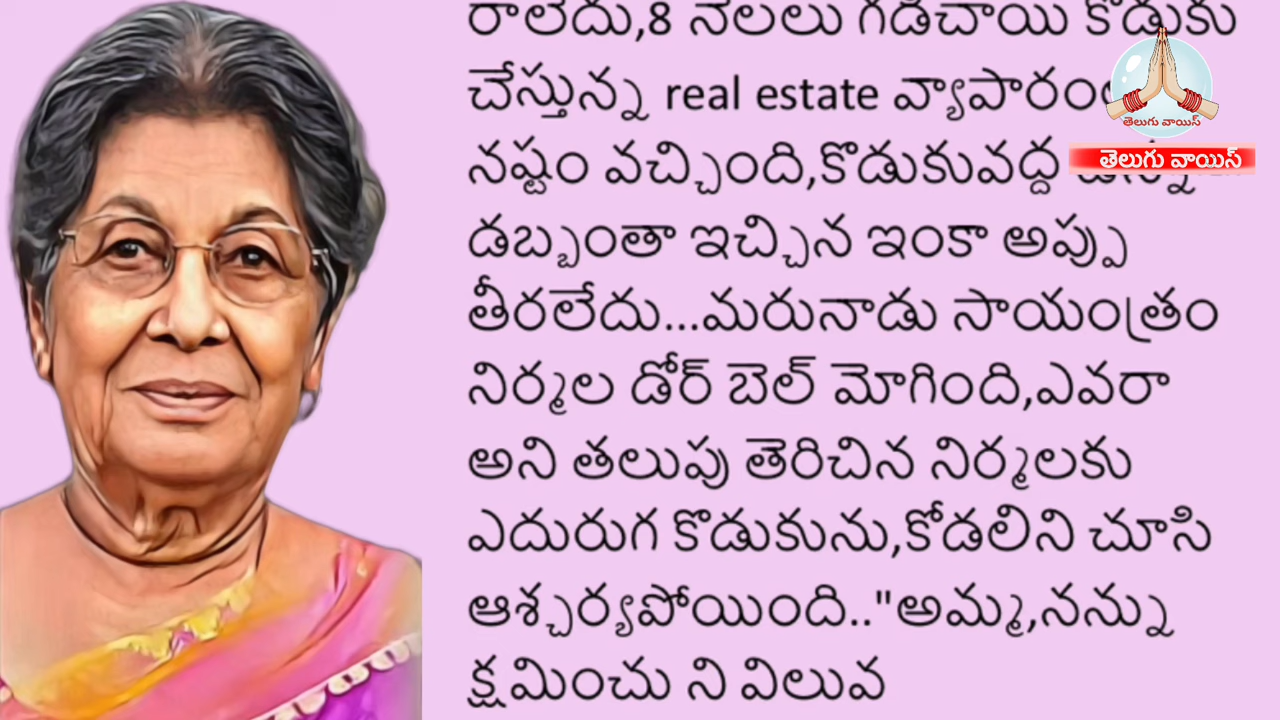 రాలేదు,8 నెలలు గడిచాయి కొడుకు
చేస్తున్న real estate
నష్టం వచ్చింది,కొడుకువద్ద
డబ్బంతా ఇచ్చిన ఇంకా అప్పు
తీరలేదు...మరునాడు సాయంత్రం
నిర్మల డోర్ బెల్ మోగింది,ఎవరా
అని తలుపు తెరిచిన నిర్మలకు
ఎదురుగ కొడుకును,కోడలిని చూసి
ఆశ్చర్యపోయింది.."అమ్మ,నన్ను
క్షమించు ని విలువ
తెలుగు వాయిస్
తెలుగు వాయిస్